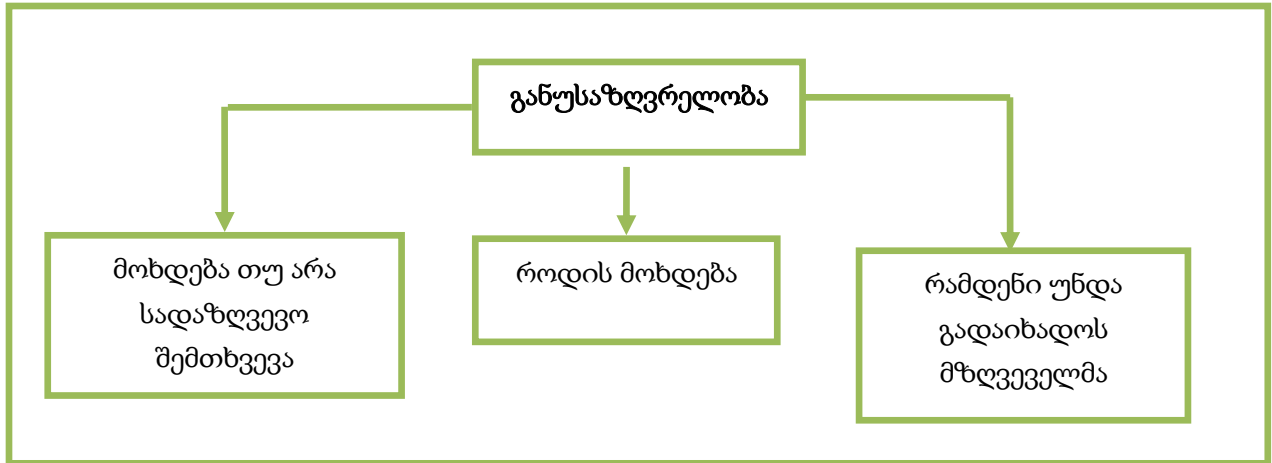 განუსაზღვრელობა
მოხდება თუ არა
სადაზღვევო
შემთხვევა
როდის მოხდება
რამდენი უნდა
გადაიხადოს
მზღვეველმა